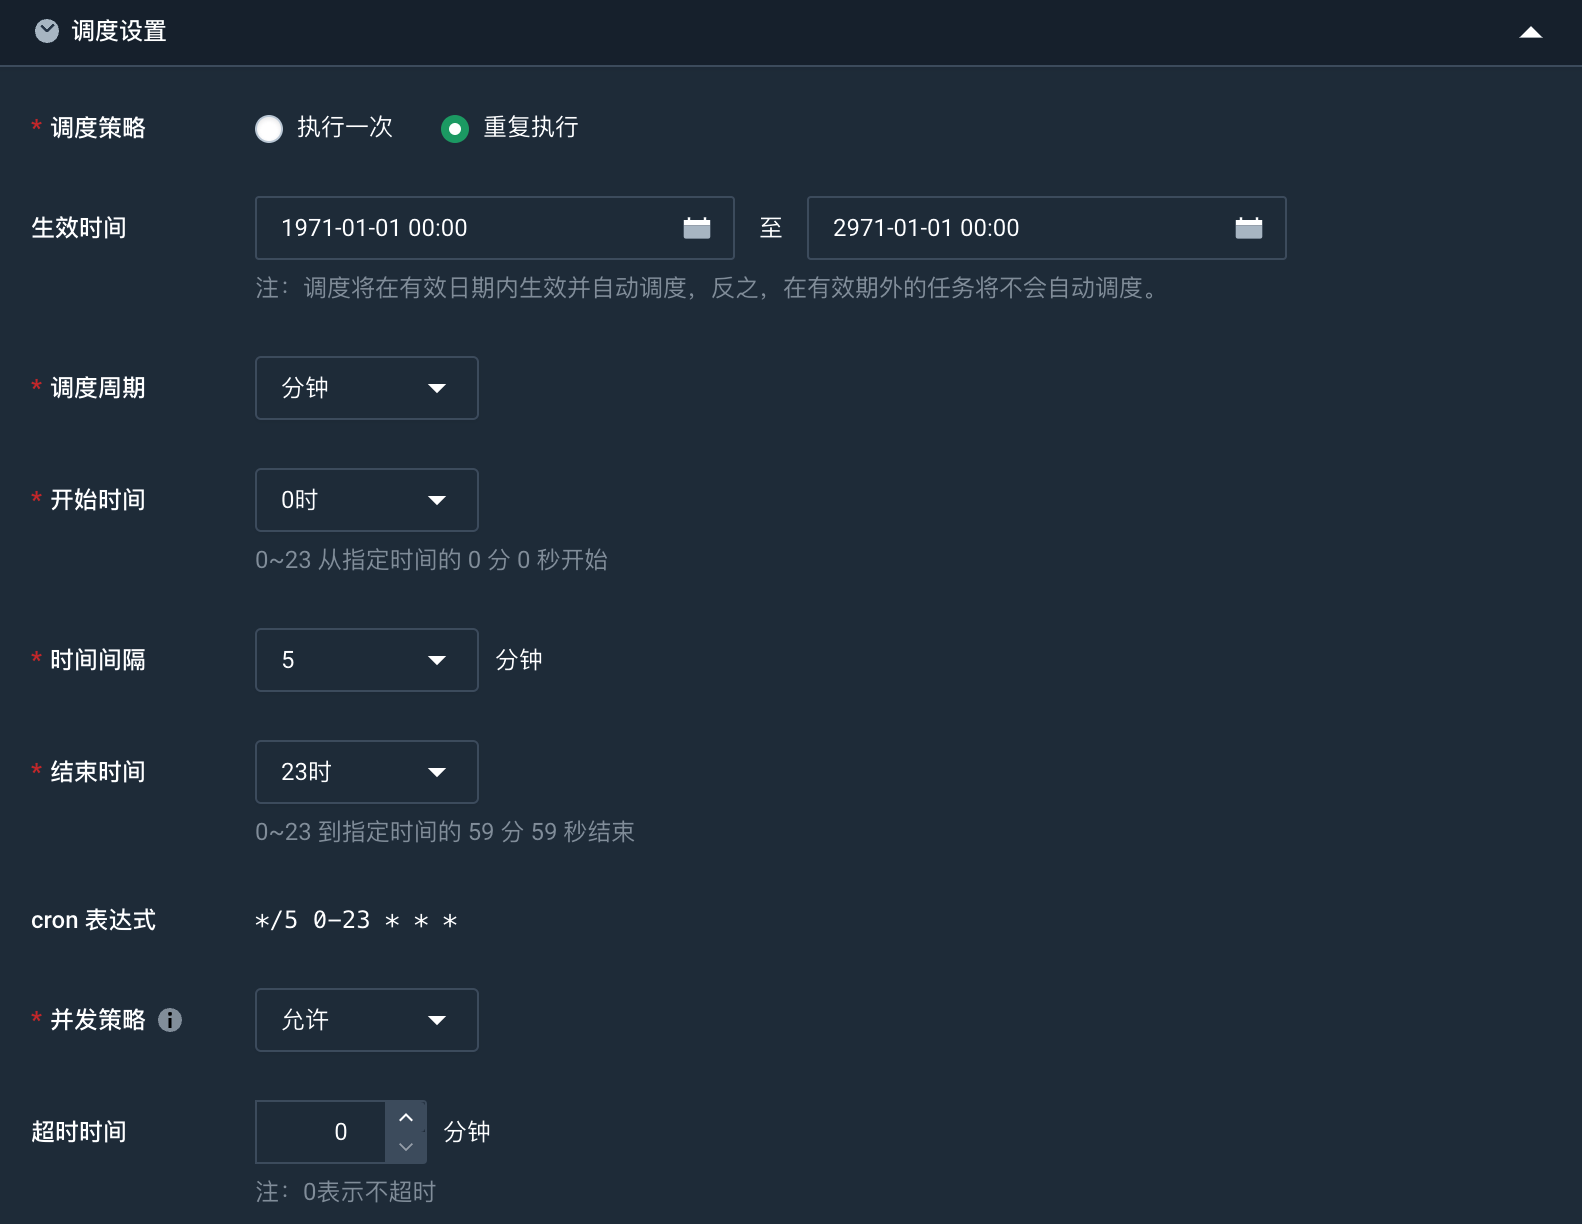 调度设置
* 调度策略 执行一次 重复执行
生效时间 1971-01-01 00:00 至 2971-01-01 00:00
注：调度将在有效日期内生效并自动调度，反之，在有效期外的任务将不会自动调度。
* 调度周期 分钟
* 开始时间 0时
0~23 从指定时间的 0 分 0 秒开始
* 时间间隔 5 分钟
* 结束时间 23时
0~23 到指定时间的 59 分 59 秒结束
cron 表达式 */5 0-23 * * *
* 并发策略 允许
超时时间 0 分钟
注：0表示不超时